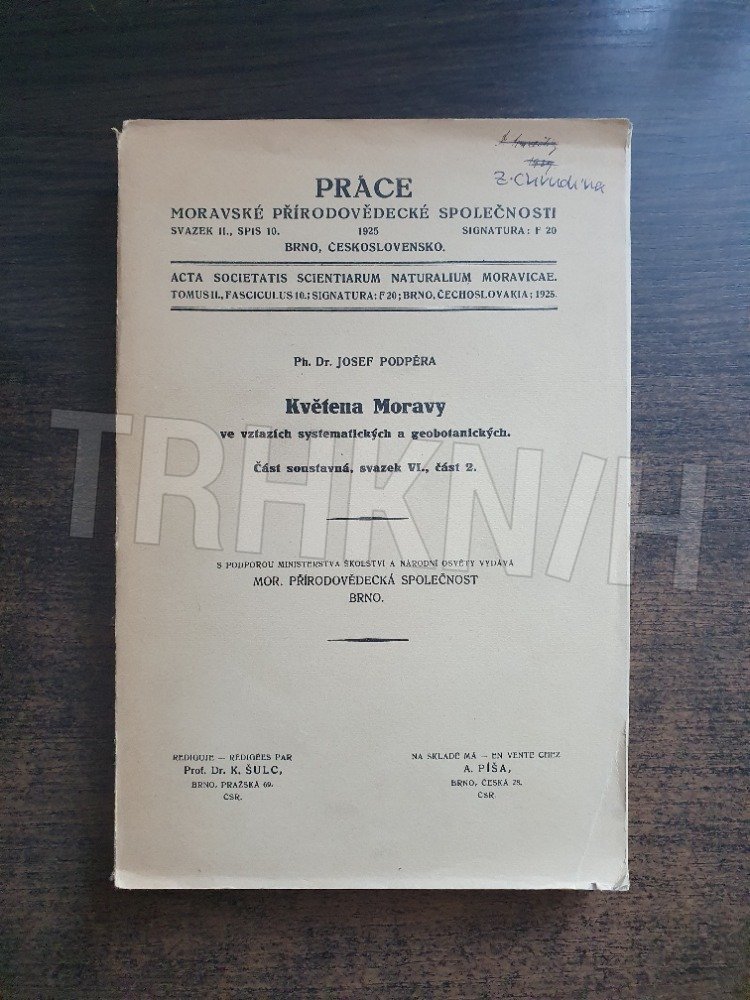 Z. Chrudina
PRÁCE
MORAVSKÉ PŘÍRODOVĚDECKÉ SPOLEČNOSTI
SVAZEK II., SPIS 10. 1925 SIGNATURA: F 20
BRNO, ČESKOSLOVENSKO.
ACTA SOCIETATIS SCIENTIARUM NATURALIUM MORAVICAE.
TOMUS II., FASCICULUS 10.; SIGNATURA: F 20; BRNO, ČECHOSLOVAKIA; 1925.
Ph. Dr. JOSEF PODPĚRA
Květena Moravy
ve vztazích systematických a geobotanických.
Část soustavná, svazek VI., část 2.
TRHKNIH
S PODPOROU MINISTERSTVA ŠKOLSTVÍ A NÁRODNÍ OSVĚTY VYDÁVÁ
MOR. PŘÍRODOVĚDECKÁ SPOLEČNOST
BRNO.
REDIGUJE — RÉDIGÉES PAR
Prof. Dr. K. ŠULC,
BRNO, PRAŽSKÁ 69.
ČSR.
NA SKLADĚ MÁ — EN VENTE CHEZ
A. PÍŠA,
BRNO, ČESKÁ 28.
ČSR.